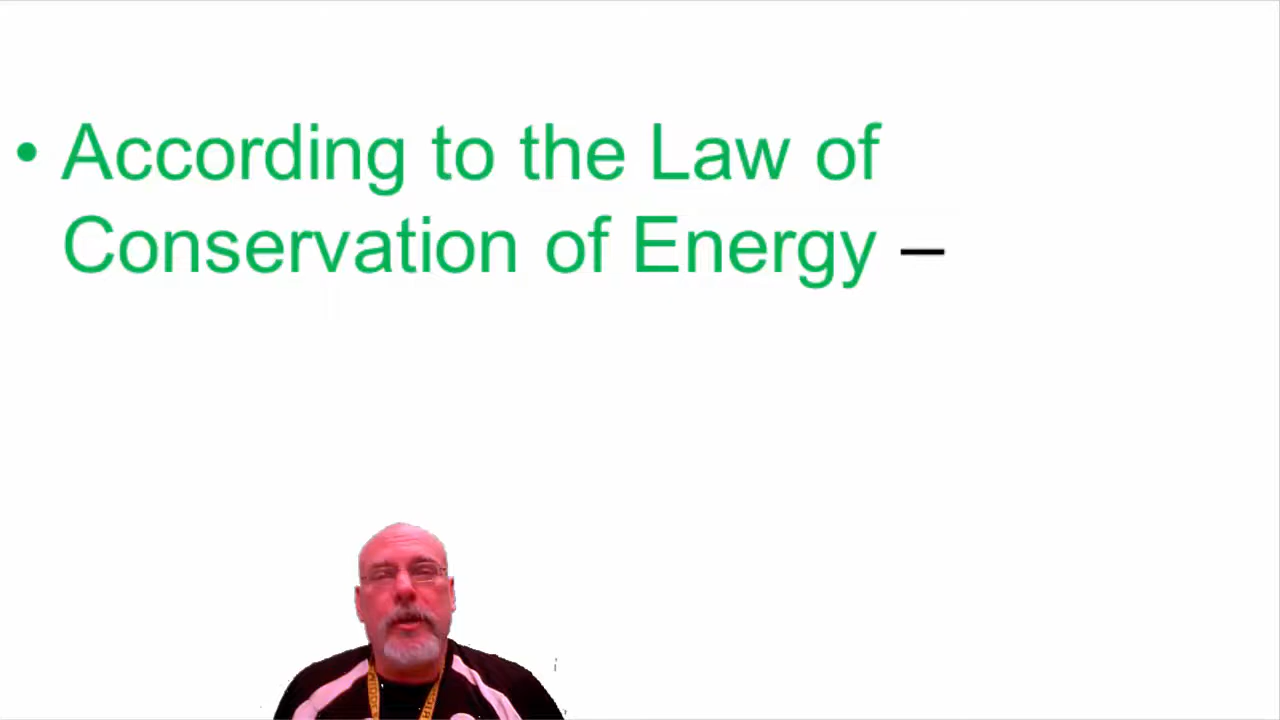 • According to the Law of
Conservation of Energy –